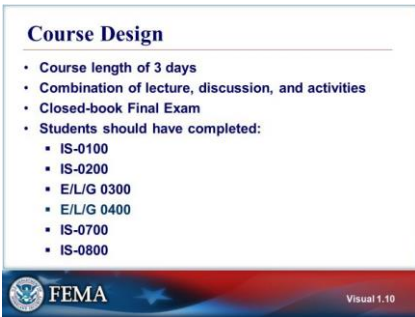 Course Design
• Course length of 3 days
• Combination of lecture, discussion, and activities
• Closed-book Final Exam
• Students should have completed:
▪ IS-0100
▪ IS-0200
▪ E/L/G 0300
▪ E/L/G 0400
▪ IS-0700
▪ IS-0800
FEMA
Visual 1.10